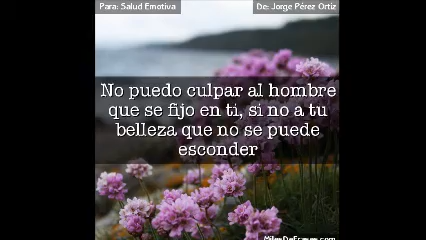 Para: Salud Emotiva
De: Jorge Pérez Ortiz
No puedo culpar al hombre
que se fijo en ti, si no a tu
belleza que no se puede
esconder
MilesDeFrases.com